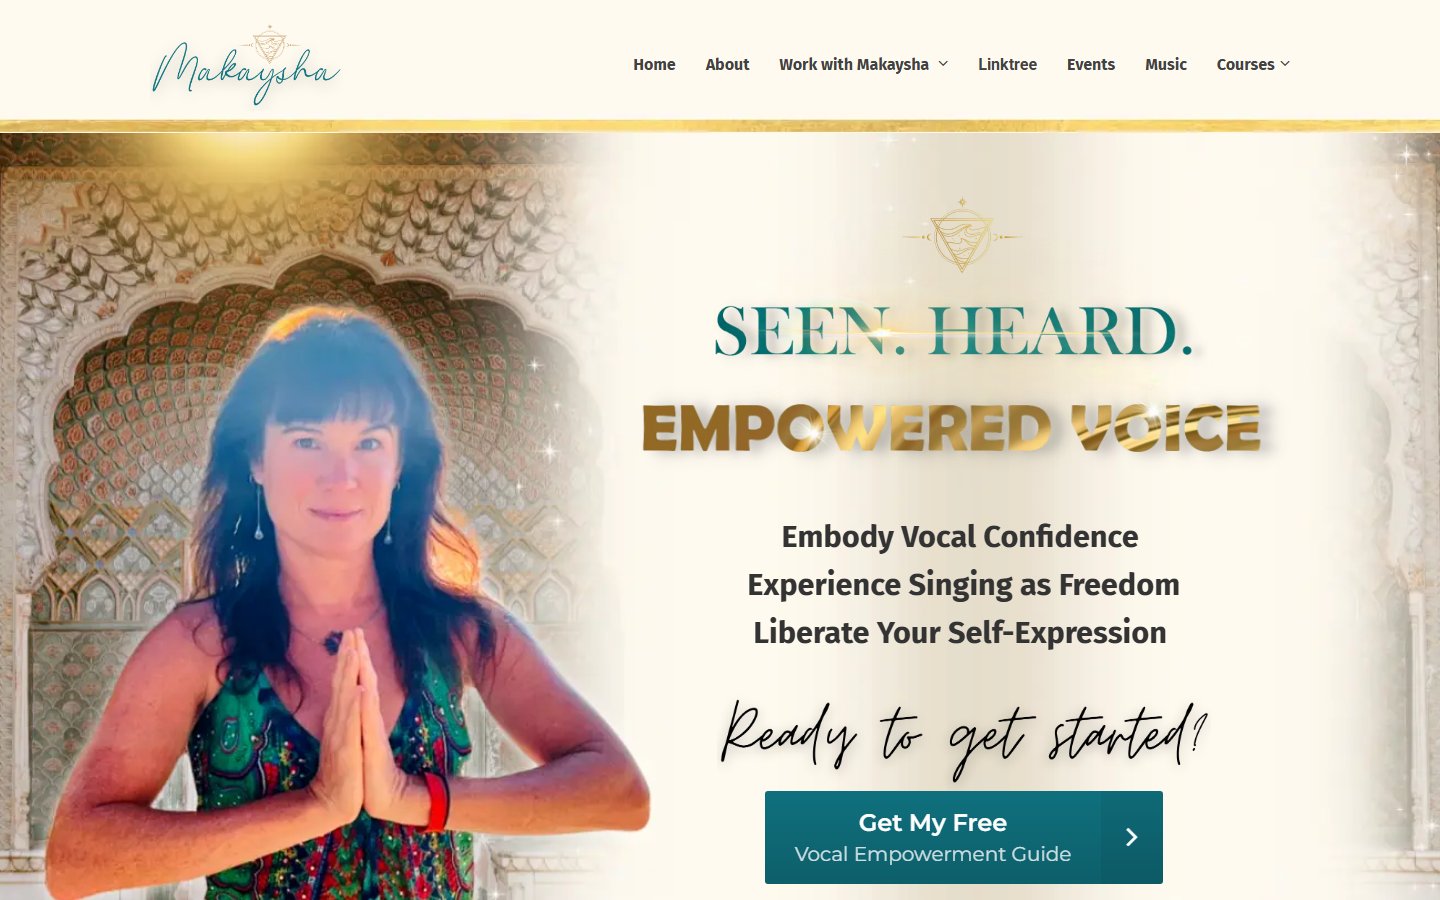 Makaysha
Home About Work with Makaysha Linktree Events Music Courses
SEEN. HEARD.
EMPOWERED VOICE
Embody Vocal Confidence
Experience Singing as Freedom
Liberate Your Self-Expression
Ready to get started?
Get My Free
Vocal Empowerment Guide